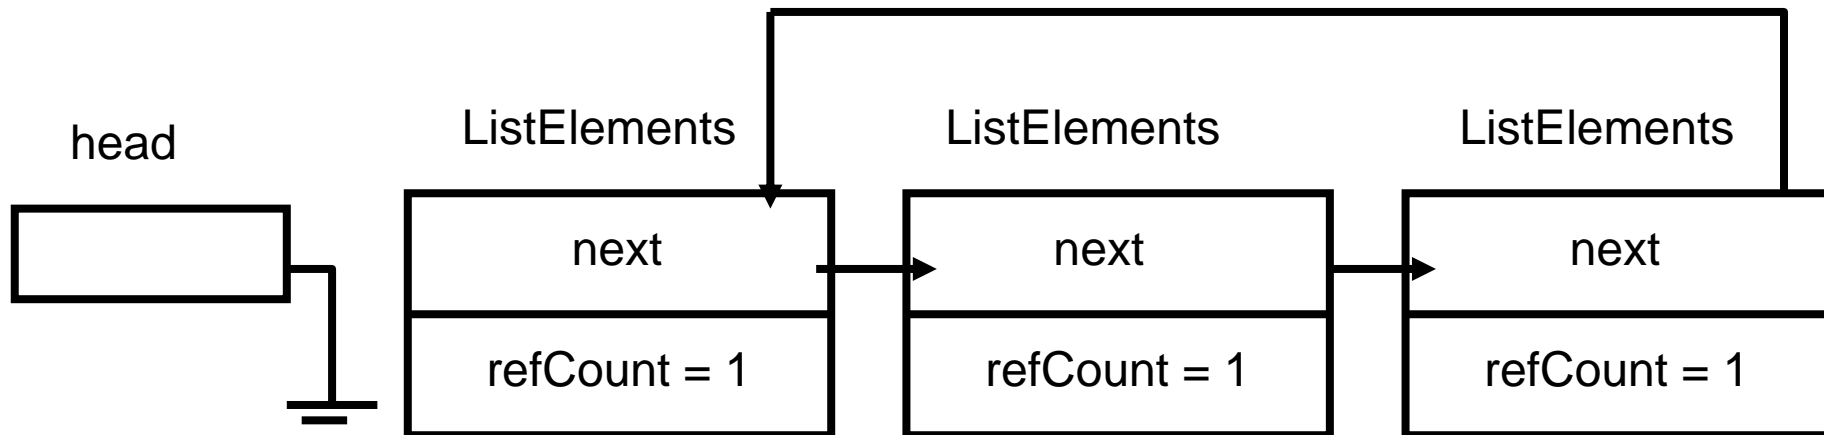 head
ListElements
ListElements
ListElements
next
next
next
refCount = 1
refCount = 1
refCount = 1